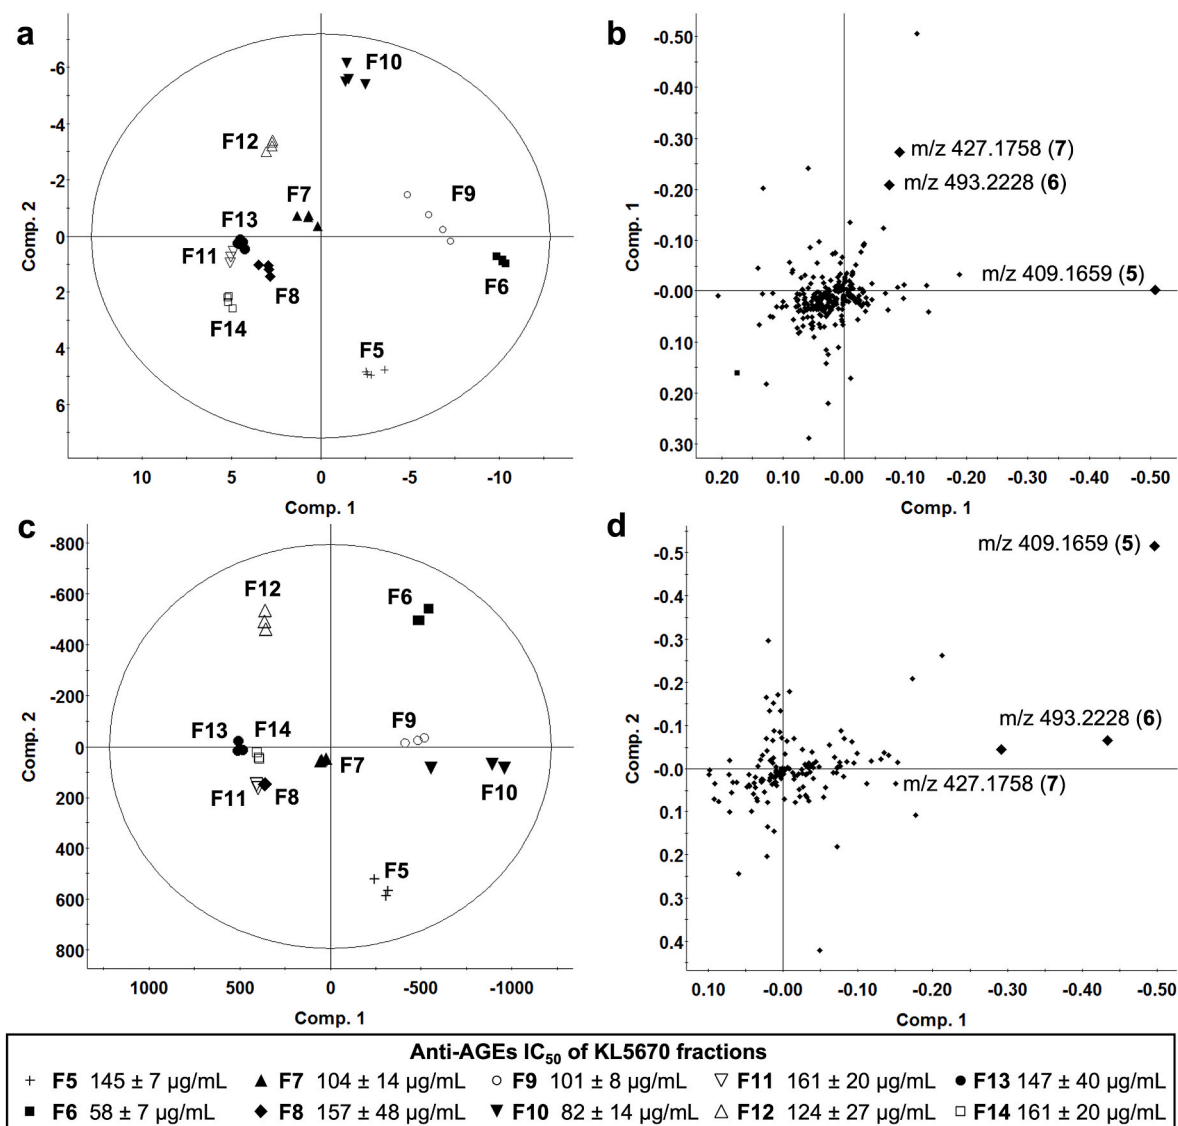 a
-6
-4
-2
0
2
4
6
Comp. 2
F10
F12
F7
F9
F13
F11
F8
F6
F14
F5
10 5 0 -5 -10
Comp. 1
b
-0.50
-0.40
-0.30
-0.20
-0.10
-0.00
0.10
0.20
0.30
Comp. 1
m/z 427.1758 (7)
m/z 493.2228 (6)
m/z 409.1659 (5)
0.20 0.10 -0.00 -0.10 -0.20 -0.30 -0.40 -0.50
Comp. 1
c
-800
-600
-400
-200
0
200
400
600
800
Comp. 2
F12
F6
F13 F14
F9
F7
F11 F8
F10
F5
1000 500 0 -500 -1000
Comp. 1
d
-0.5
-0.4
-0.3
-0.2
-0.1
-0.0
0.1
0.2
0.3
0.4
Comp. 2
m/z 409.1659 (5)
m/z 493.2228 (6)
m/z 427.1758 (7)
0.10 -0.00 -0.10 -0.20 -0.30 -0.40 -0.50
Comp. 1
Anti-AGEs IC50 of KL5670 fractions
F5 145 ± 7 µg/mL F7 104 ± 14 µg/mL F9 101 ± 8 µg/mL F11 161 ± 20 µg/mL F13 147 ± 40 µg/mL
F6 58 ± 7 µg/mL F8 157 ± 48 µg/mL F10 82 ± 14 µg/mL F12 124 ± 27 µg/mL F14 161 ± 20 µg/mL